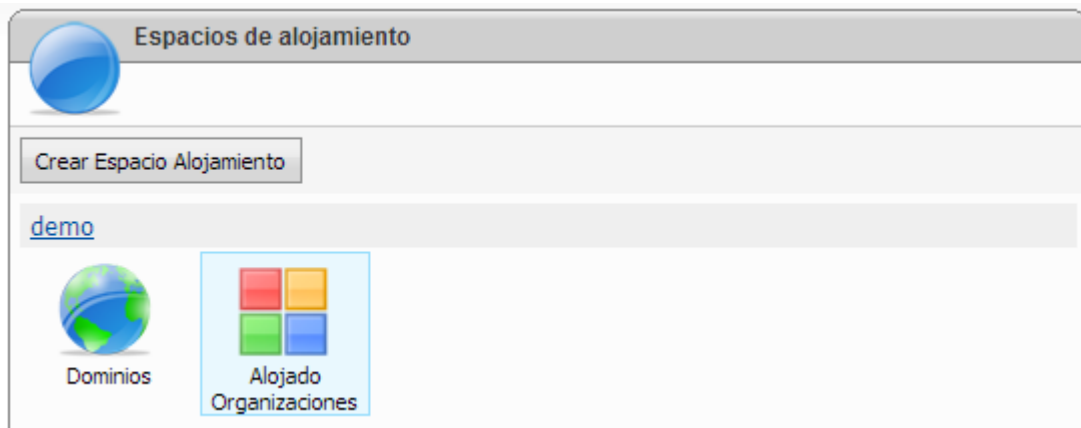 Espacios de alojamiento
Crear Espacio Alojamiento
demo
Dominios
Alojado
Organizaciones